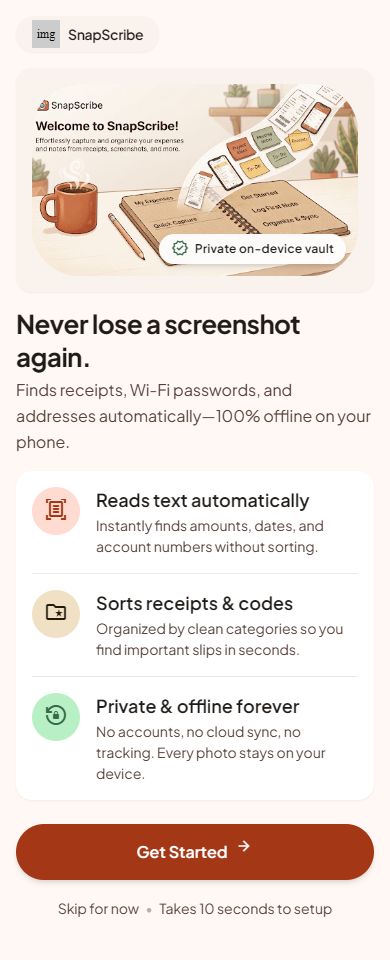 img SnapScribe
SnapScribe
Welcome to SnapScribe!
Effortlessly capture and organize your expenses
and notes from receipts, screenshots, and more.
My Expenses
Quick Capture
Get Started
Log First Note
Organize & Sync
To-Do
To-Do
Private on-device vault
Never lose a screenshot
again.
Finds receipts, Wi-Fi passwords, and
addresses automatically—100% offline on your
phone.
Reads text automatically
Instantly finds amounts, dates, and
account numbers without sorting.
Sorts receipts & codes
Organized by clean categories so you
find important slips in seconds.
Private & offline forever
No accounts, no cloud sync, no
tracking. Every photo stays on your
device.
Get Started →
Skip for now • Takes 10 seconds to setup